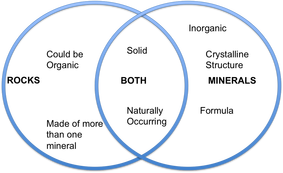 Inorganic
Could be
Organic
Solid
Crystalline
Structure
ROCKS
BOTH
MINERALS
Made of more
than one
mineral
Naturally
Occurring
Formula